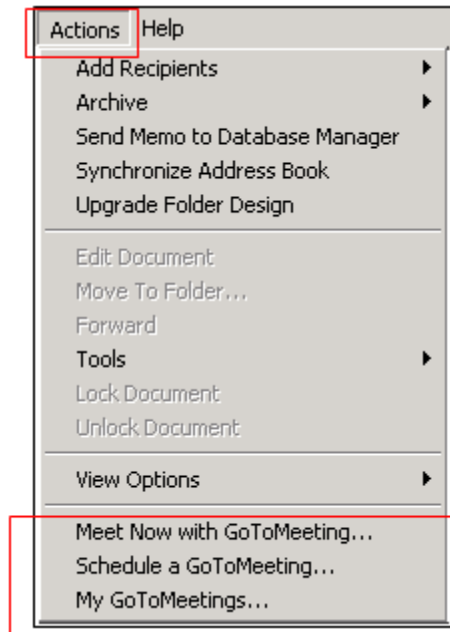 Actions Help
Add Recipients
Archive
Send Memo to Database Manager
Synchronize Address Book
Upgrade Folder Design
Edit Document
Move To Folder...
Forward
Tools
Lock Document
Unlock Document
View Options
Meet Now with GoToMeeting...
Schedule a GoToMeeting...
My GoToMeetings...